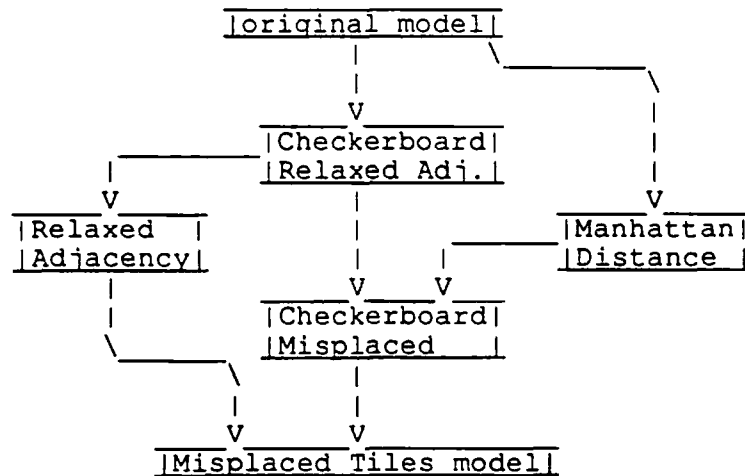 |original model|
|Checkerboard|
|Relaxed Adj.|
|Relaxed |
|Adjacency|
|Manhattan|
|Distance |
|Checkerboard|
|Misplaced |
|Misplaced Tiles model|